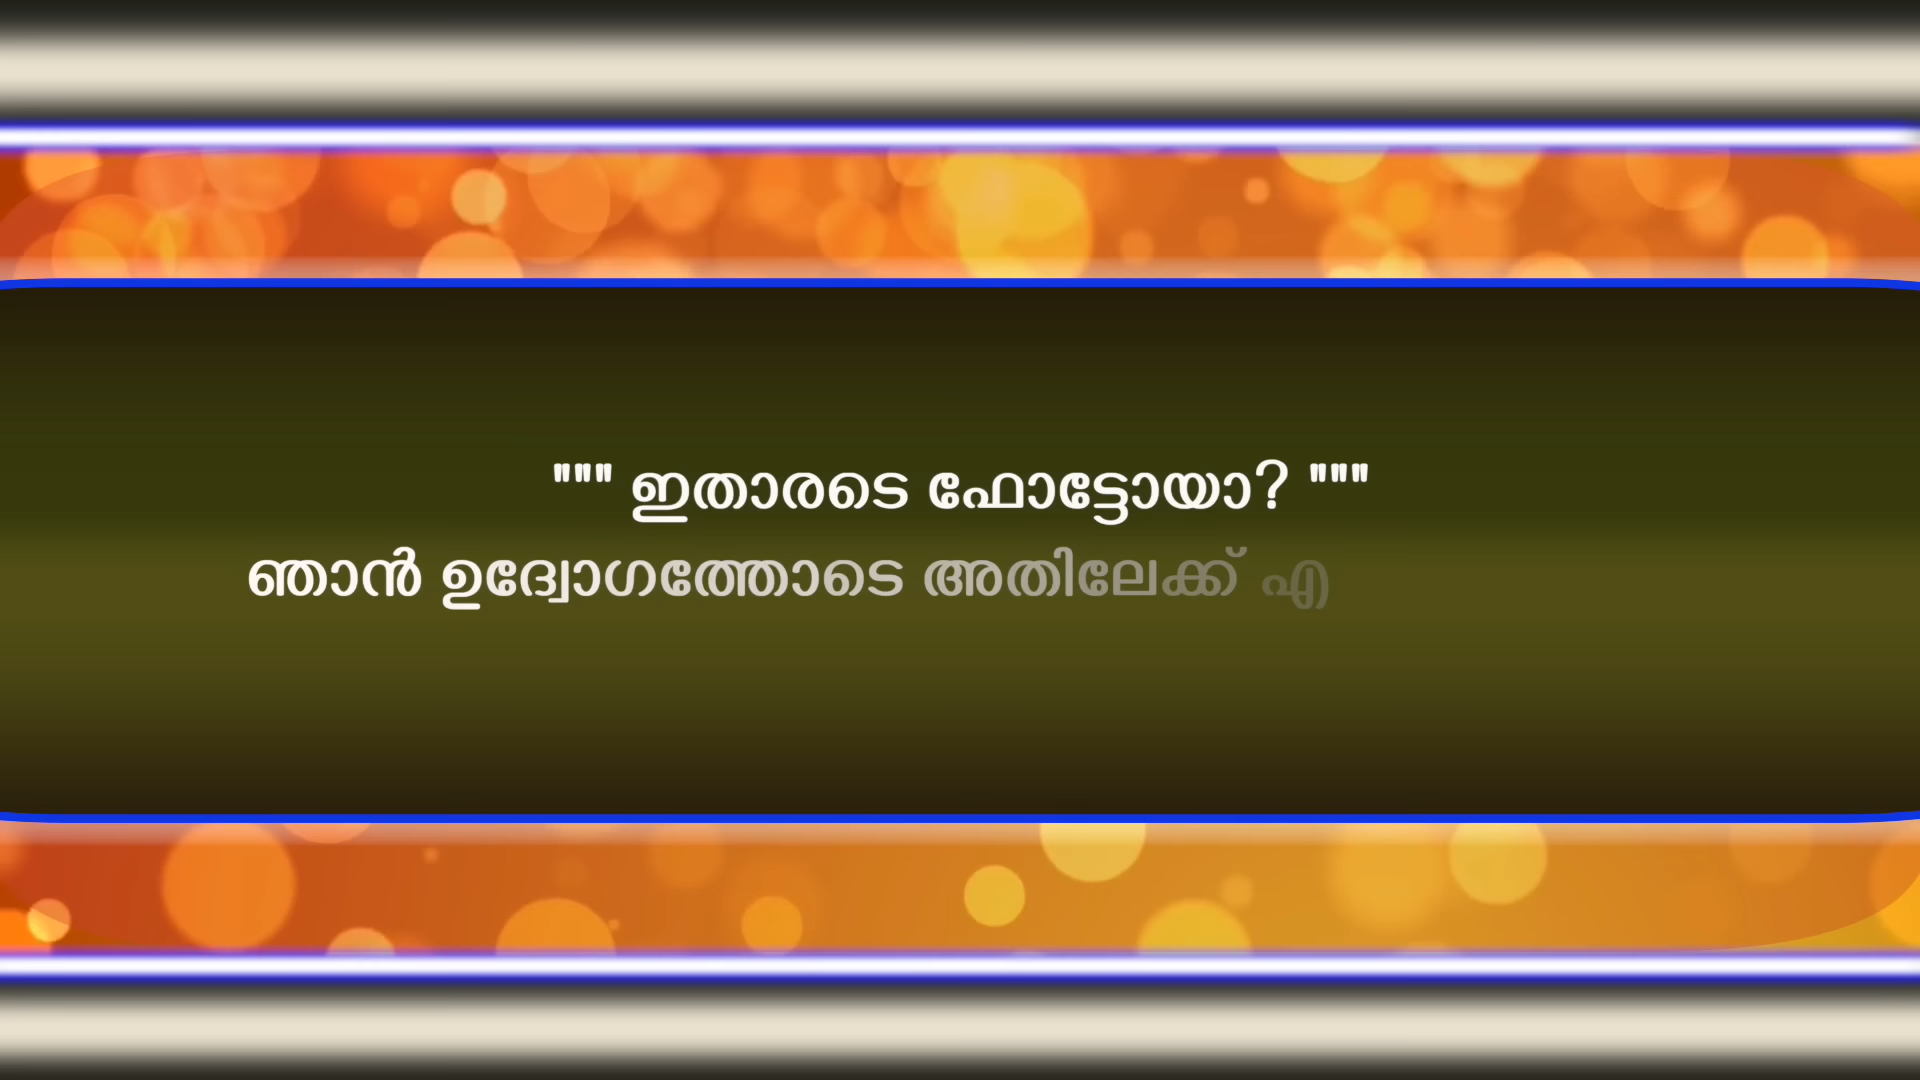 """ ഇതാരടെ ഫോട്ടോയാ? """
ഞാൻ ഉദ്വോഗത്തോടെ അതിലേക്ക് എ